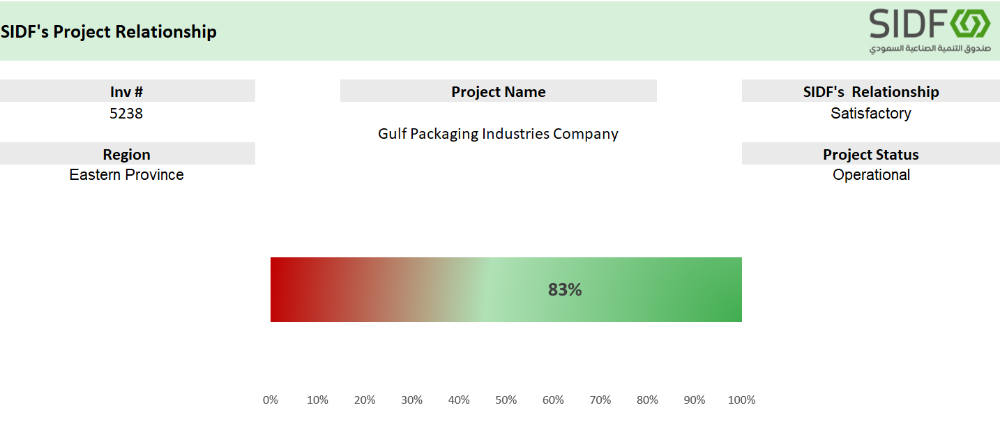 SIDF's Project Relationship
SIDF
صندوق التنمية الصناعية السعودي
Inv #
5238
Project Name
Gulf Packaging Industries Company
SIDF's  Relationship
Satisfactory
Region
Eastern Province
Project Status
Operational
83%
0% 10% 20% 30% 40% 50% 60% 70% 80% 90% 100%